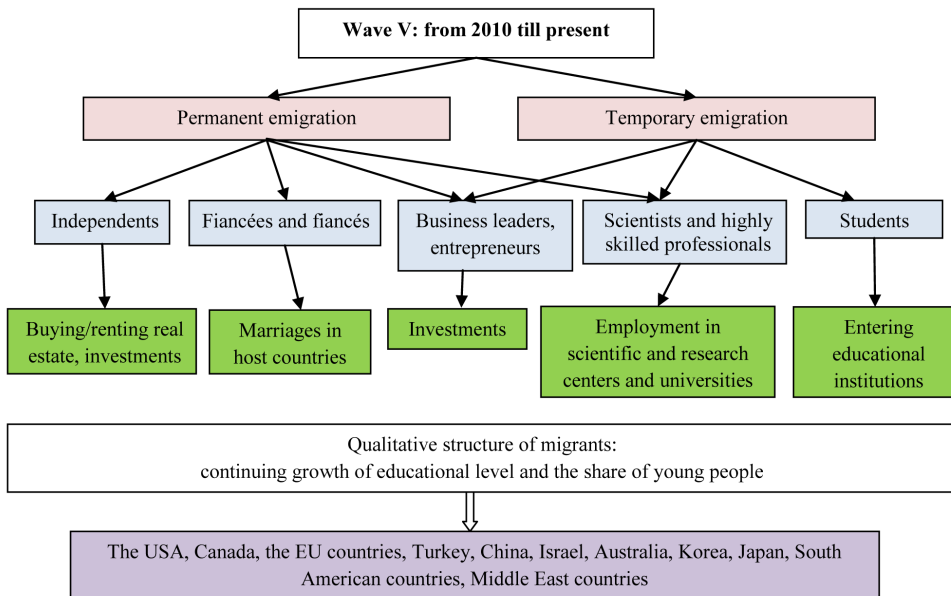 Wave V: from 2010 till present
Permanent emigration
Temporary emigration
Independents
Fiancées and fiancés
Business leaders,
entrepreneurs
Scientists and highly
skilled professionals
Students
Buying/renting real
estate, investments
Marriages in
host countries
Investments
Employment in
scientific and research
centers and universities
Entering
educational
institutions
Qualitative structure of migrants:
continuing growth of educational level and the share of young people
The USA, Canada, the EU countries, Turkey, China, Israel, Australia, Korea, Japan, South
American countries, Middle East countries